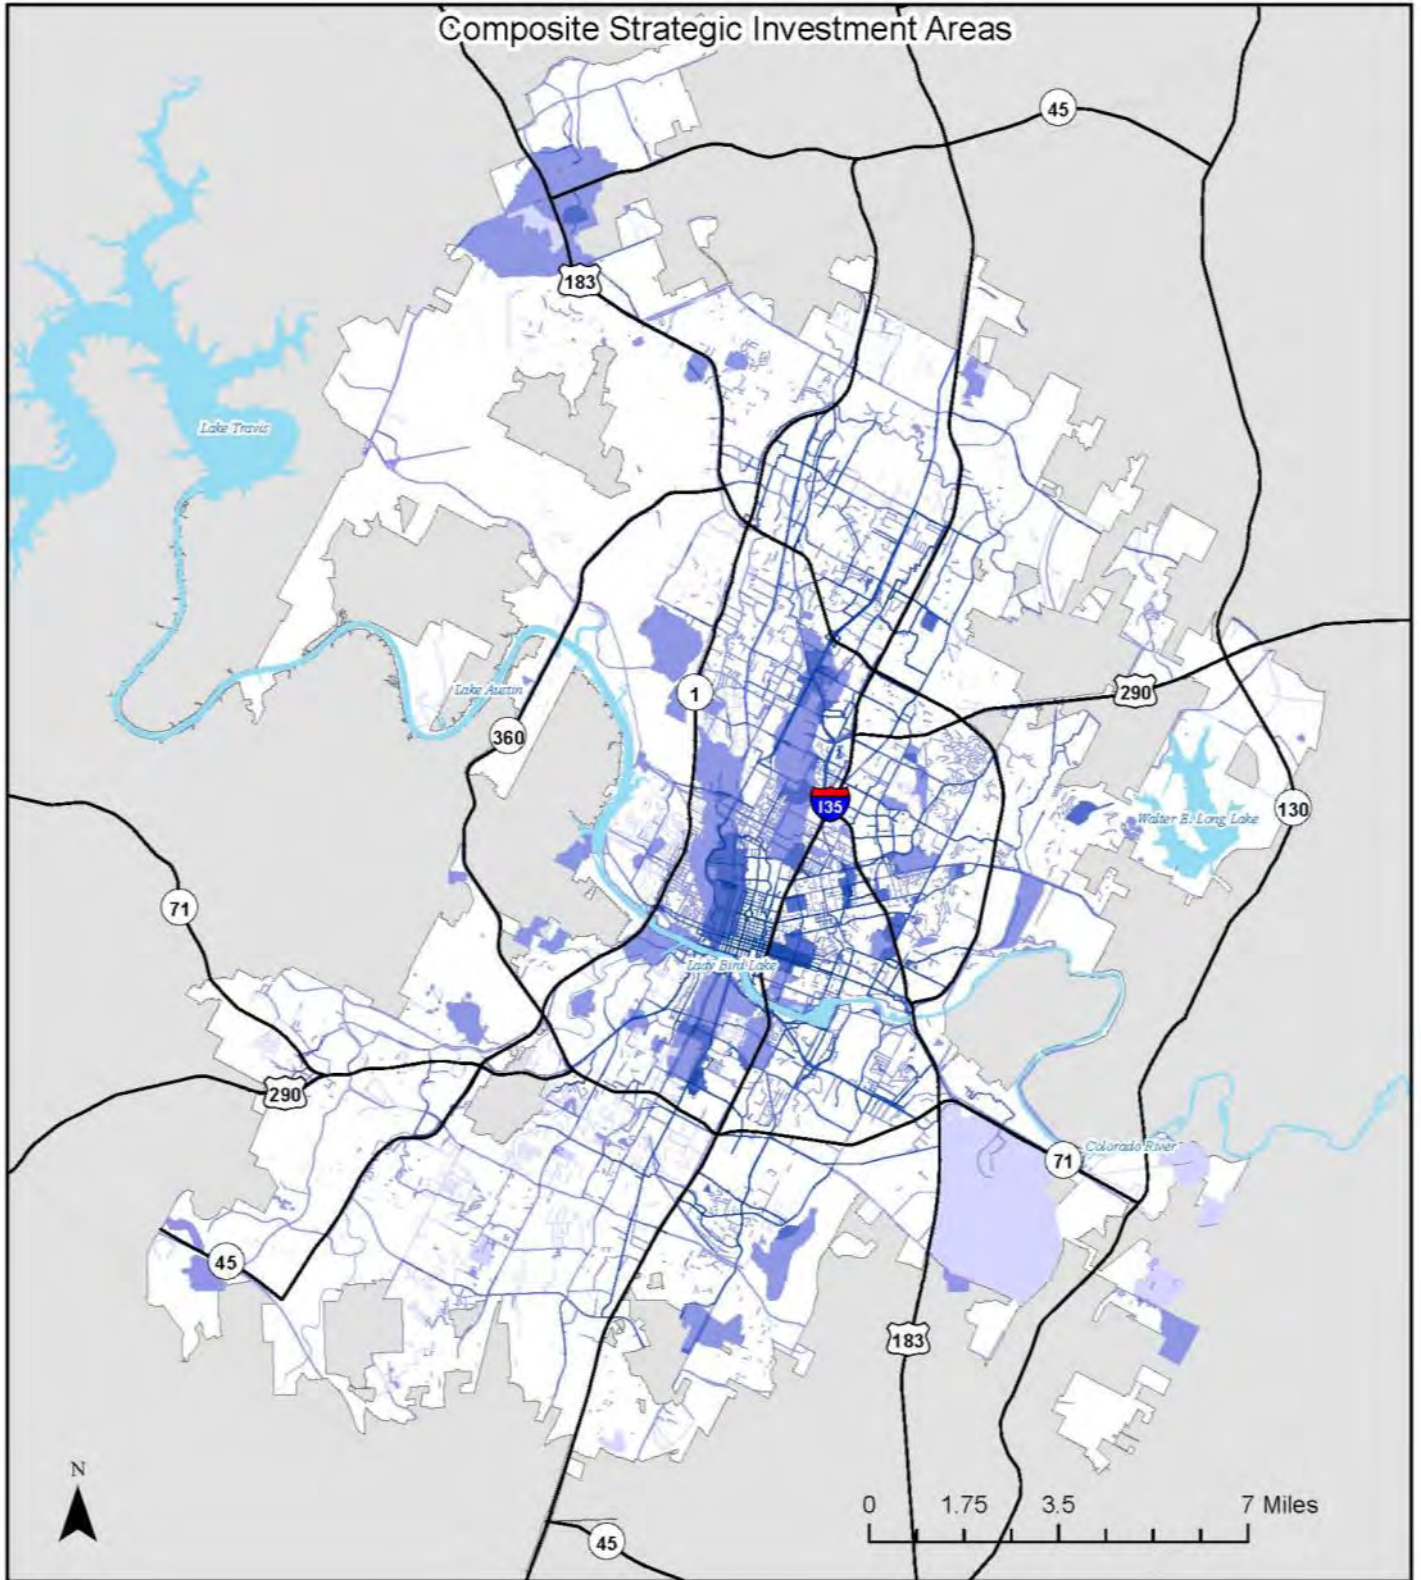 Composite Strategic Investment Areas
45
183
Lake Travis
Lake Austin
1
290
360
I35
Walter E. Long Lake
130
71
Lady Bird Lake
290
Colorado River
71
45
183
N
0 1.75 3.5 7 Miles
45